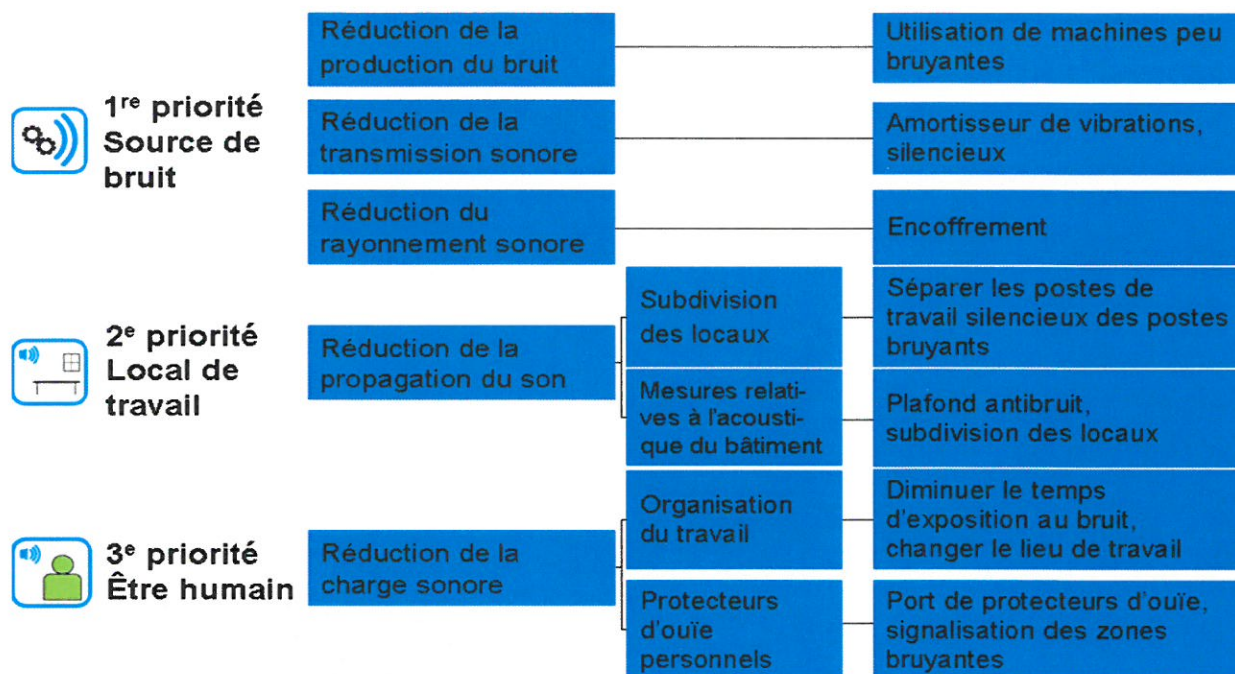 1re priorité
Source de
bruit
Réduction de la
production du bruit
Utilisation de machines peu
bruyantes
Réduction de la
transmission sonore
Amortisseur de vibrations,
silencieux
Réduction du
rayonnement sonore
Encoffrement
2e priorité
Local de
travail
Réduction de la
propagation du son
Subdivision
des locaux
Séparer les postes de
travail silencieux des postes
bruyants
Mesures relati-
ves à l'acousti-
que du bâtiment
Plafond antibruit,
subdivision des locaux
3e priorité
Être humain
Réduction de la
charge sonore
Organisation
du travail
Diminuer le temps
d'exposition au bruit,
changer le lieu de travail
Protecteurs
d'ouïe
personnels
Port de protecteurs d'ouïe,
signalisation des zones
bruyantes